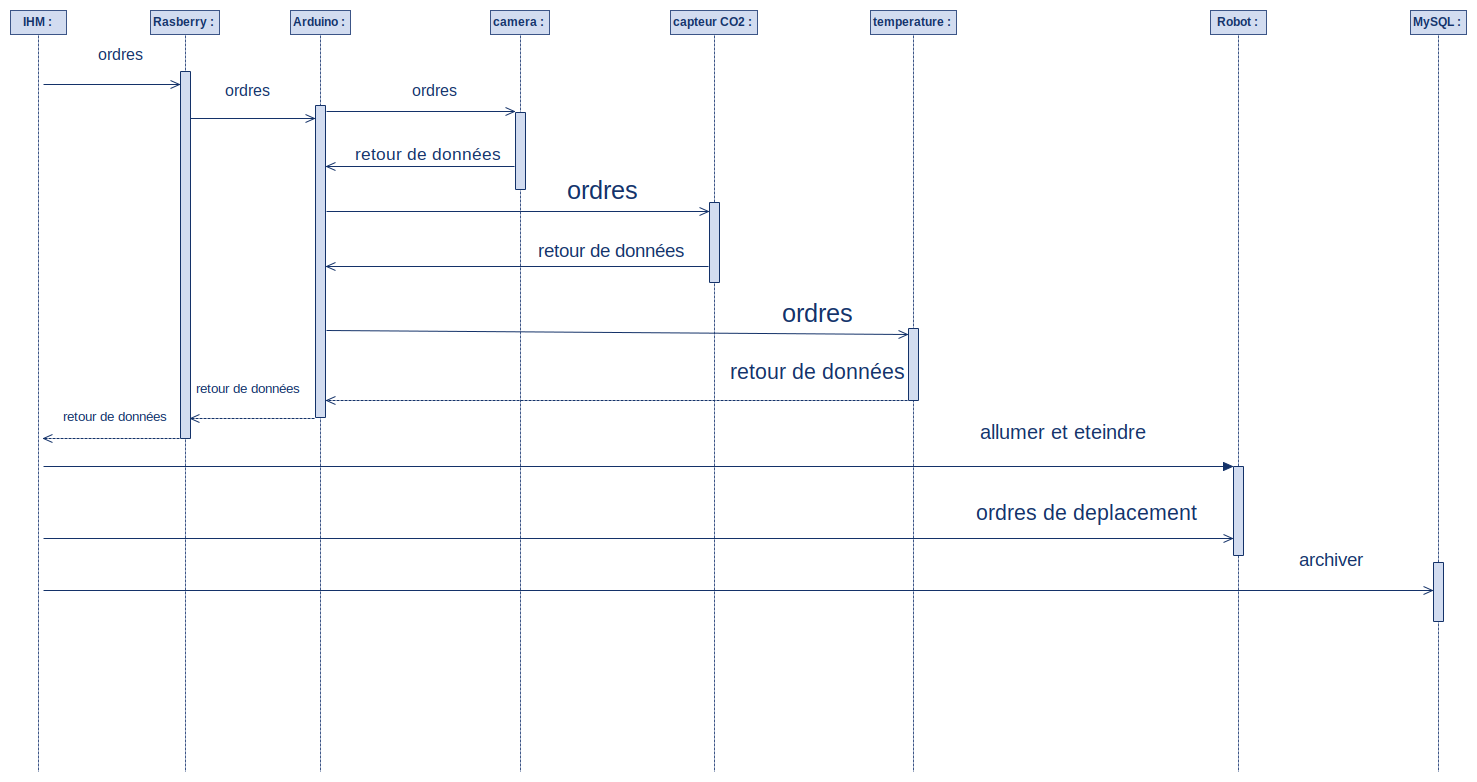 IHM :
Rasberry :
Arduino :
camera :
capteur CO2 :
temperature :
Robot :
MySQL :
ordres
ordres
ordres
retour de données
ordres
retour de données
ordres
retour de données
retour de données
retour de données
allumer et eteindre
ordres de deplacement
archiver